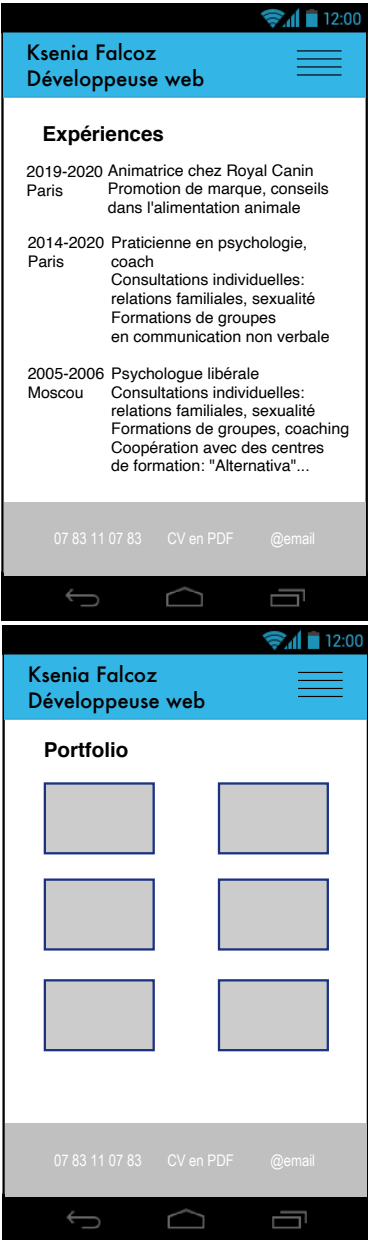 12:00
Ksenia Falcoz
Développeuse web
Expériences
2019-2020 Animatrice chez Royal Canin
Paris Promotion de marque, conseils
dans l'alimentation animale
2014-2020 Praticienne en psychologie,
Paris coach
Consultations individuelles:
relations familiales, sexualité
Formations de groupes
en communication non verbale
2005-2006 Psychologue libérale
Moscou Consultations individuelles:
relations familiales, sexualité
Formations de groupes, coaching
Coopération avec des centres
de formation: "Alternativa"...
07 83 11 07 83 CV en PDF @email
12:00
Ksenia Falcoz
Développeuse web
Portfolio
07 83 11 07 83 CV en PDF @email